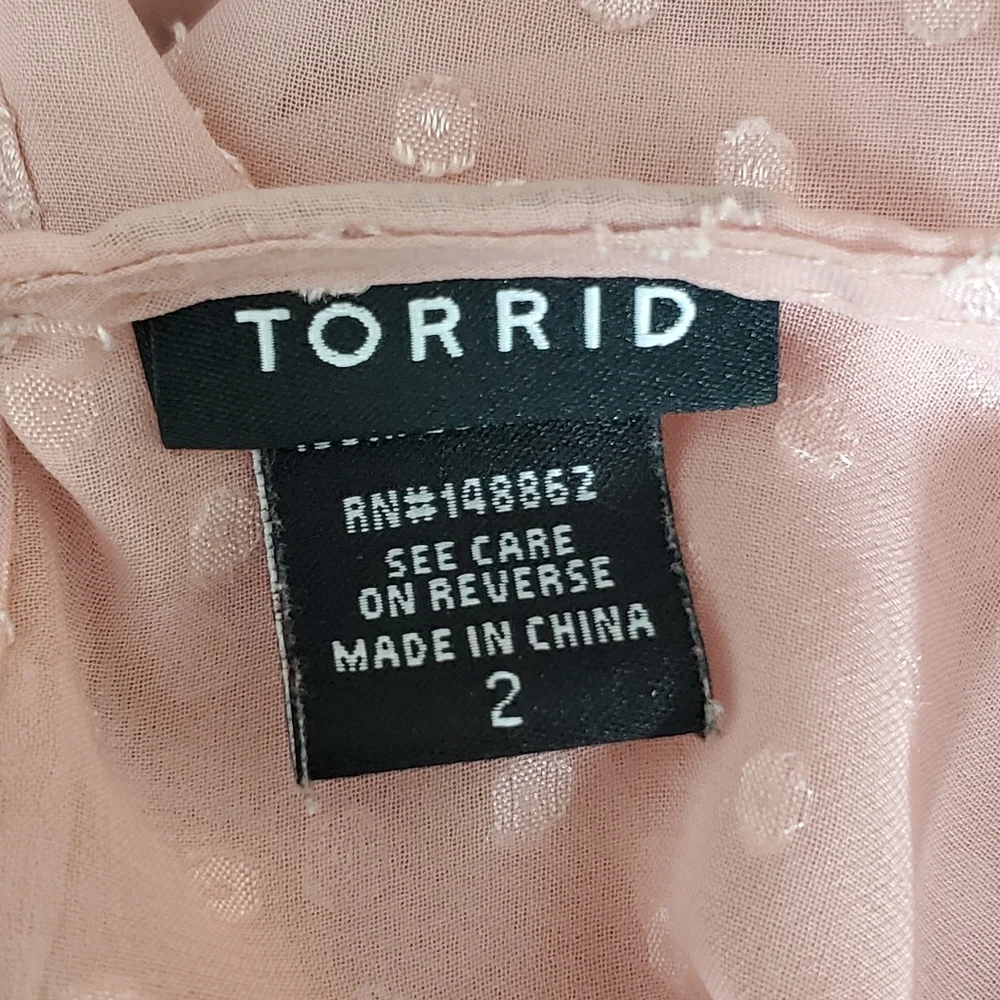 TORRID
RN#148862
SEE CARE
ON REVERSE
MADE IN CHINA
2